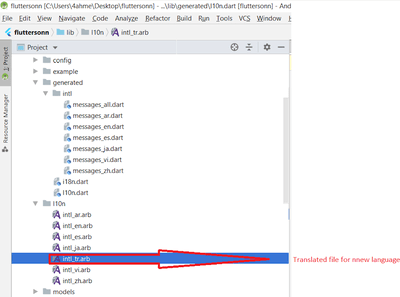 fluttersonn [C:\Users\4ahme\Desktop\fluttersonn] - ...\lib\generated\l10n.dart [fluttersonn] - And
File Edit View Navigate Code Analyze Refactor Build Run Tools VCS Window
fluttersonn lib l10n intl_tr.arb
Project
1: Project
Resource Manager
config
example
generated
intl
messages_all.dart
messages_ar.dart
messages_en.dart
messages_es.dart
messages_ja.dart
messages_vi.dart
messages_zh.dart
i18n.dart
l10n.dart
l10n
intl_ar.arb
intl_en.arb
intl_es.arb
intl_ja.arb
intl_tr.arb
Translated file for nnew language
intl_vi.arb
intl_zh.arb
models